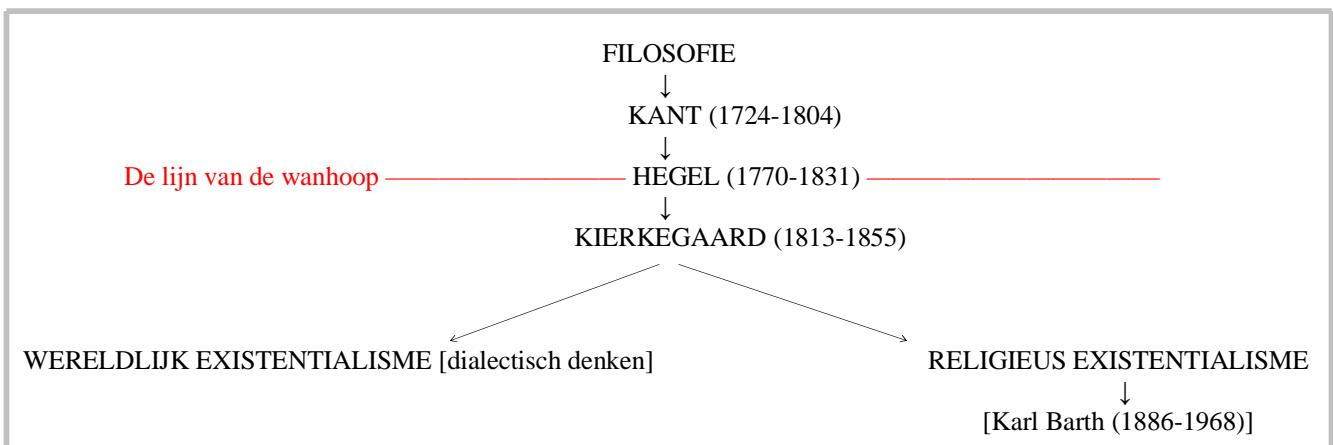 FILOSOFIE
↓
KANT (1724-1804)
↓
De lijn van de wanhoop ——— HEGEL (1770-1831) ———
↓
KIERKEGAARD (1813-1855)
WERELDLIJK EXISTENTIALISME [dialectisch denken] RELIGIEUS EXISTENTIALISME
↓
[Karl Barth (1886-1968)]